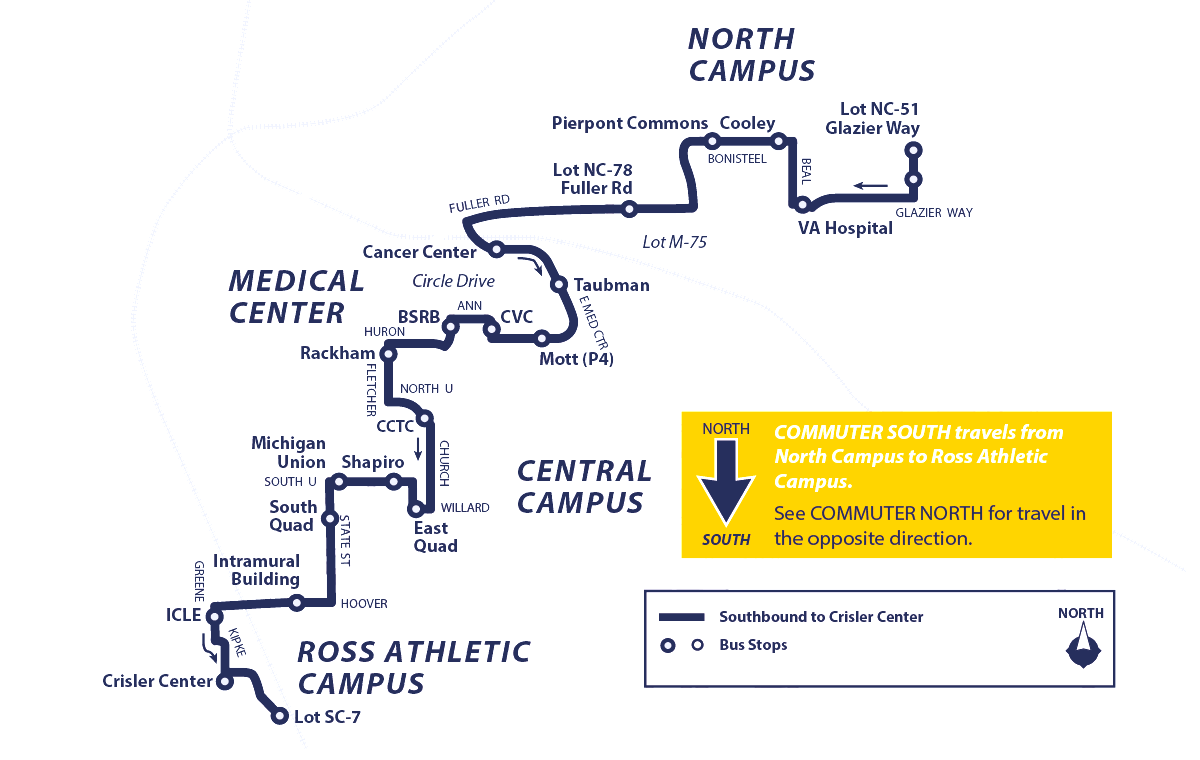 NORTH
CAMPUS
Lot NC-51
Glazier Way
Pierpont Commons
Cooley
BONISTEEL
BEAL
Lot NC-78
Fuller Rd
FULLER RD
GLAZIER WAY
VA Hospital
Lot M-75
Cancer Center
Circle Drive
Taubman
MEDICAL
CENTER
E MED CTR
ANN
BSRB
CVC
HURON
Rackham
Mott (P4)
FLETCHER
NORTH U
CCTC
CHURCH
Michigan
Union
Shapiro
SOUTH U
CENTRAL
CAMPUS
South
Quad
WILLARD
East
Quad
STATE ST
Intramural
Building
GREENE
HOOVER
ICLE
KIPKE
ROSS ATHLETIC
CAMPUS
Crisler Center
Lot SC-7
NORTH
SOUTH
COMMUTER SOUTH travels from
North Campus to Ross Athletic
Campus.
See COMMUTER NORTH for travel in
the opposite direction.
Southbound to Crisler Center
Bus Stops
NORTH